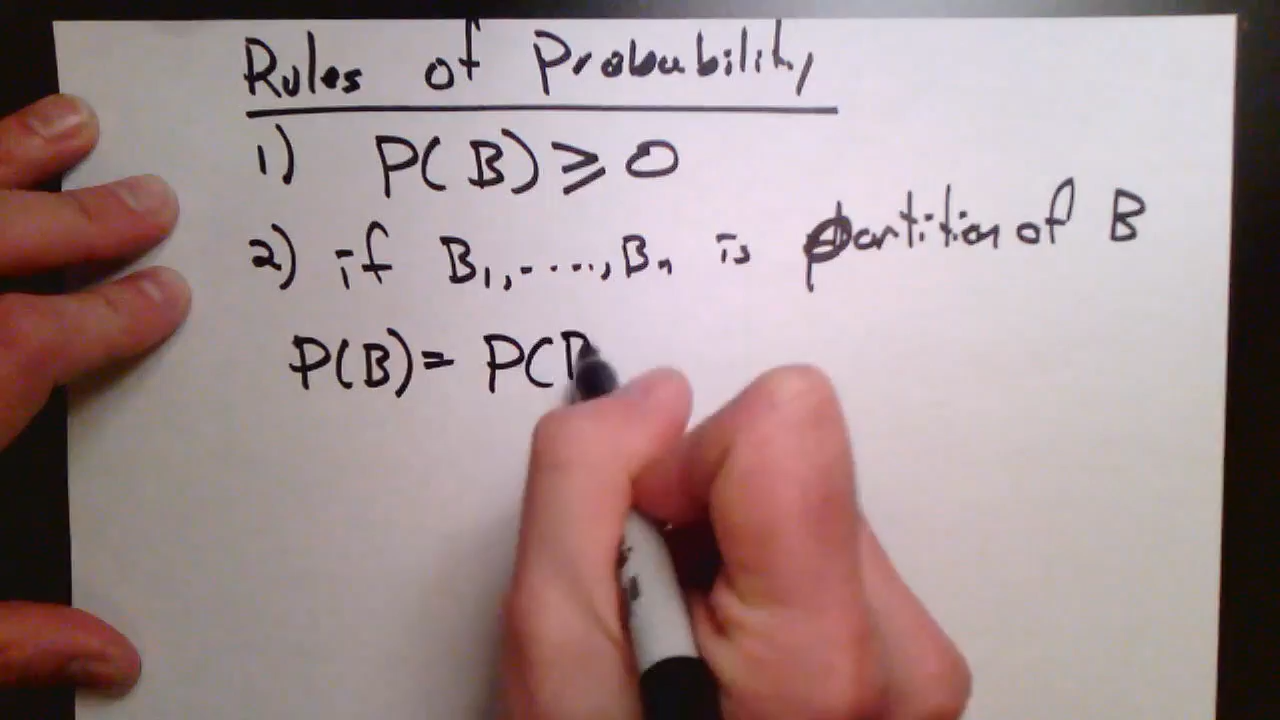 Rules of Probability
1) P(B) ≥ 0
2) if B₁,....., Bₙ is partition of B
P(B) = P(B